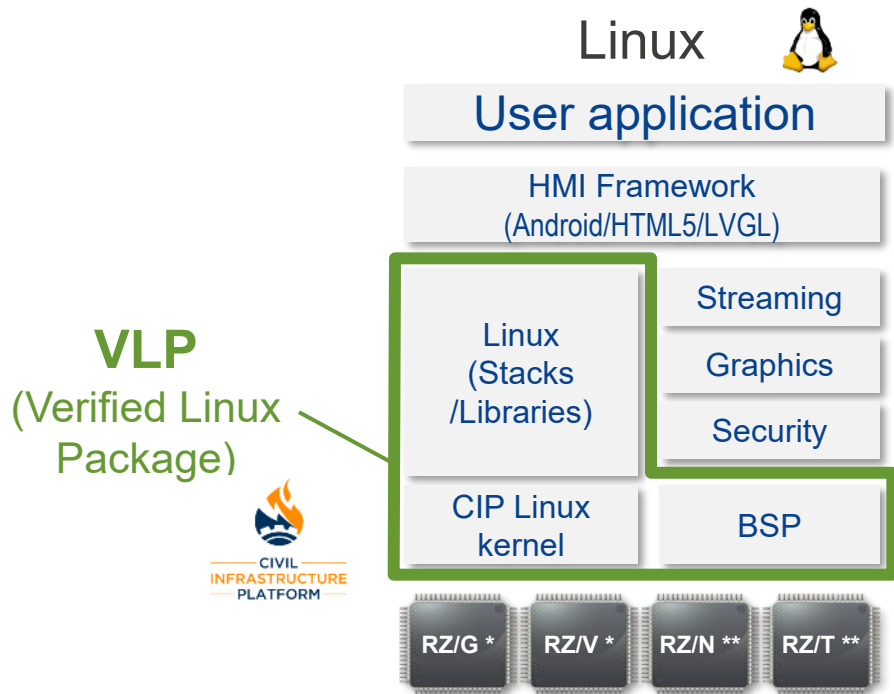 Linux
User application
HMI Framework
(Android/HTML5/LVGL)
VLP
(Verified Linux
Package)
Linux
(Stacks
/Libraries)
Streaming
Graphics
Security
CIP Linux
kernel
BSP
CIVIL
INFRASTRUCTURE
PLATFORM
RZ/G *
RZ/V *
RZ/N **
RZ/T **